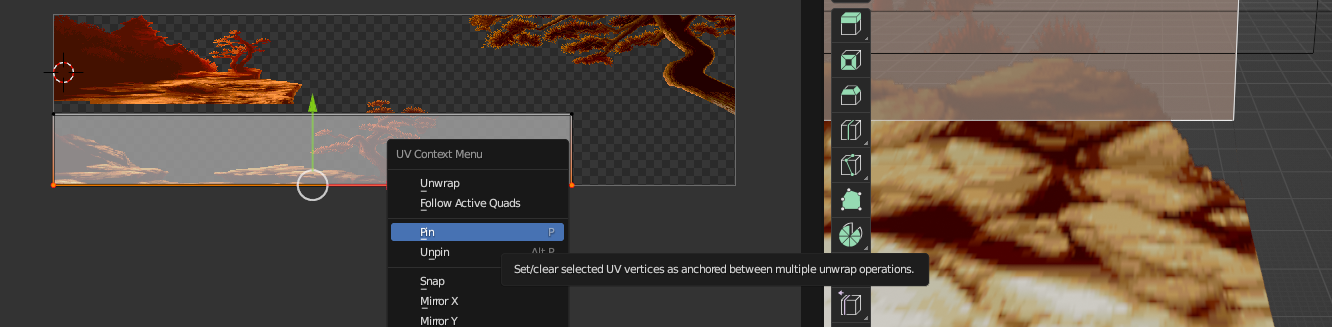 UV Context Menu
Unwrap
Follow Active Quads
Pin P
Unpin Alt P
Set/clear selected UV vertices as anchored between multiple unwrap operations.
Snap
Mirror X
Mirror Y